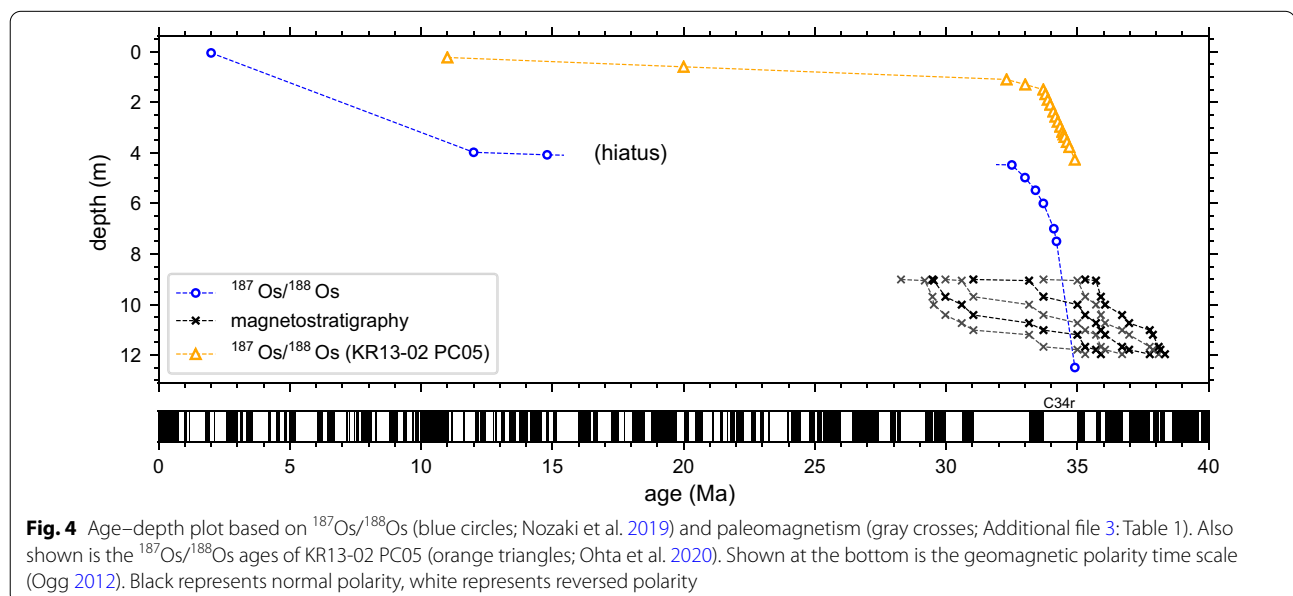 0
2
4
6
8
10
12
depth (m)
(hiatus)
187Os/188Os
magnetostratigraphy
187Os/188Os (KR13-02 PC05)
C34r
0 5 10 15 20 25 30 35 40
age (Ma)
Fig. 4 Age–depth plot based on 187Os/188Os (blue circles; Nozaki et al. 2019) and paleomagnetism (gray crosses; Additional file 3: Table 1). Also
shown is the 187Os/188Os ages of KR13-02 PC05 (orange triangles; Ohta et al. 2020). Shown at the bottom is the geomagnetic polarity time scale
(Ogg 2012). Black represents normal polarity, white represents reversed polarity